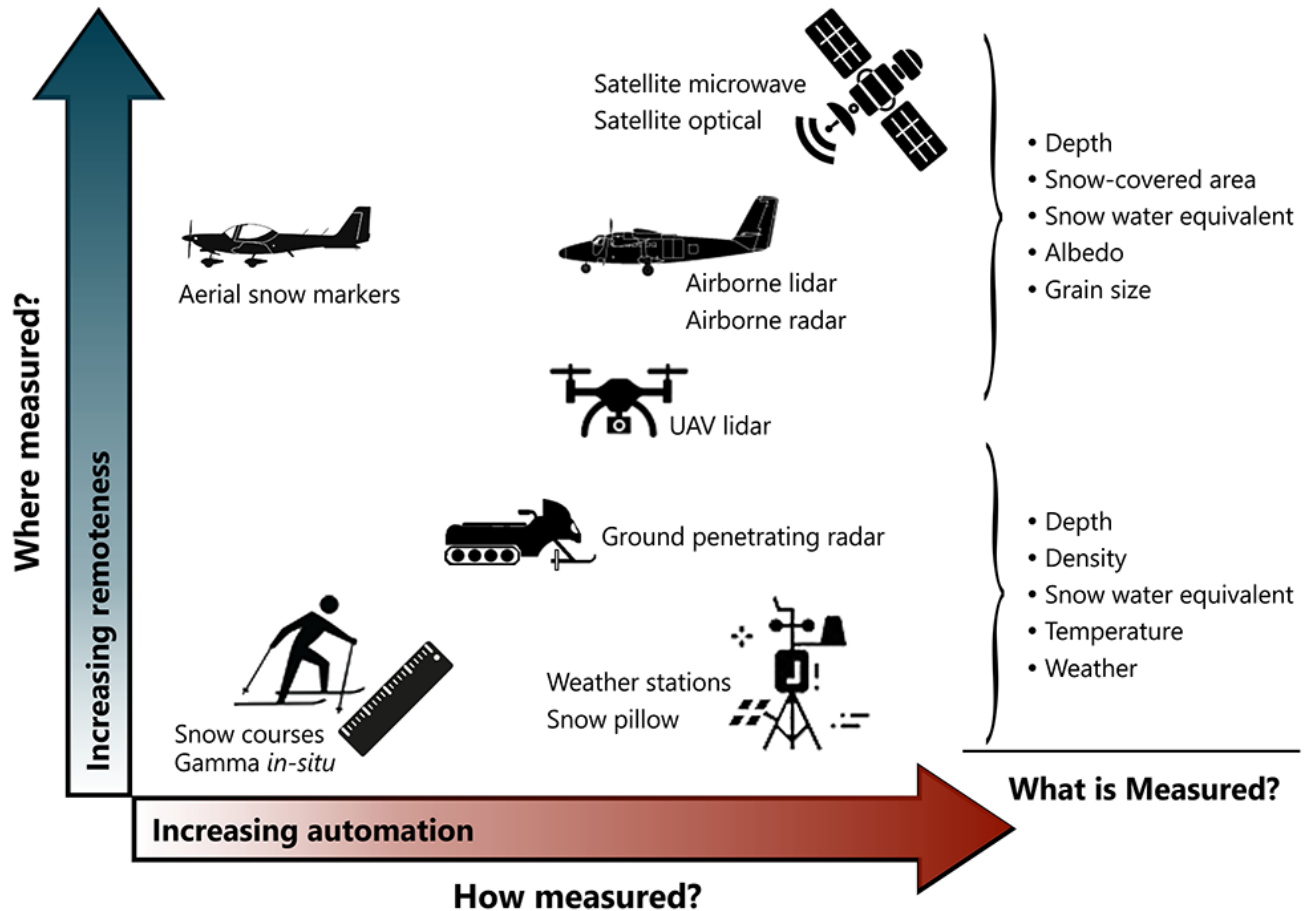 Where measured?
Increasing remoteness
Satellite microwave
Satellite optical
Aerial snow markers
Airborne lidar
Airborne radar
UAV lidar
Ground penetrating radar
Snow courses
Gamma in-situ
Weather stations
Snow pillow
• Depth
• Snow-covered area
• Snow water equivalent
• Albedo
• Grain size
• Depth
• Density
• Snow water equivalent
• Temperature
• Weather
What is Measured?
Increasing automation
How measured?